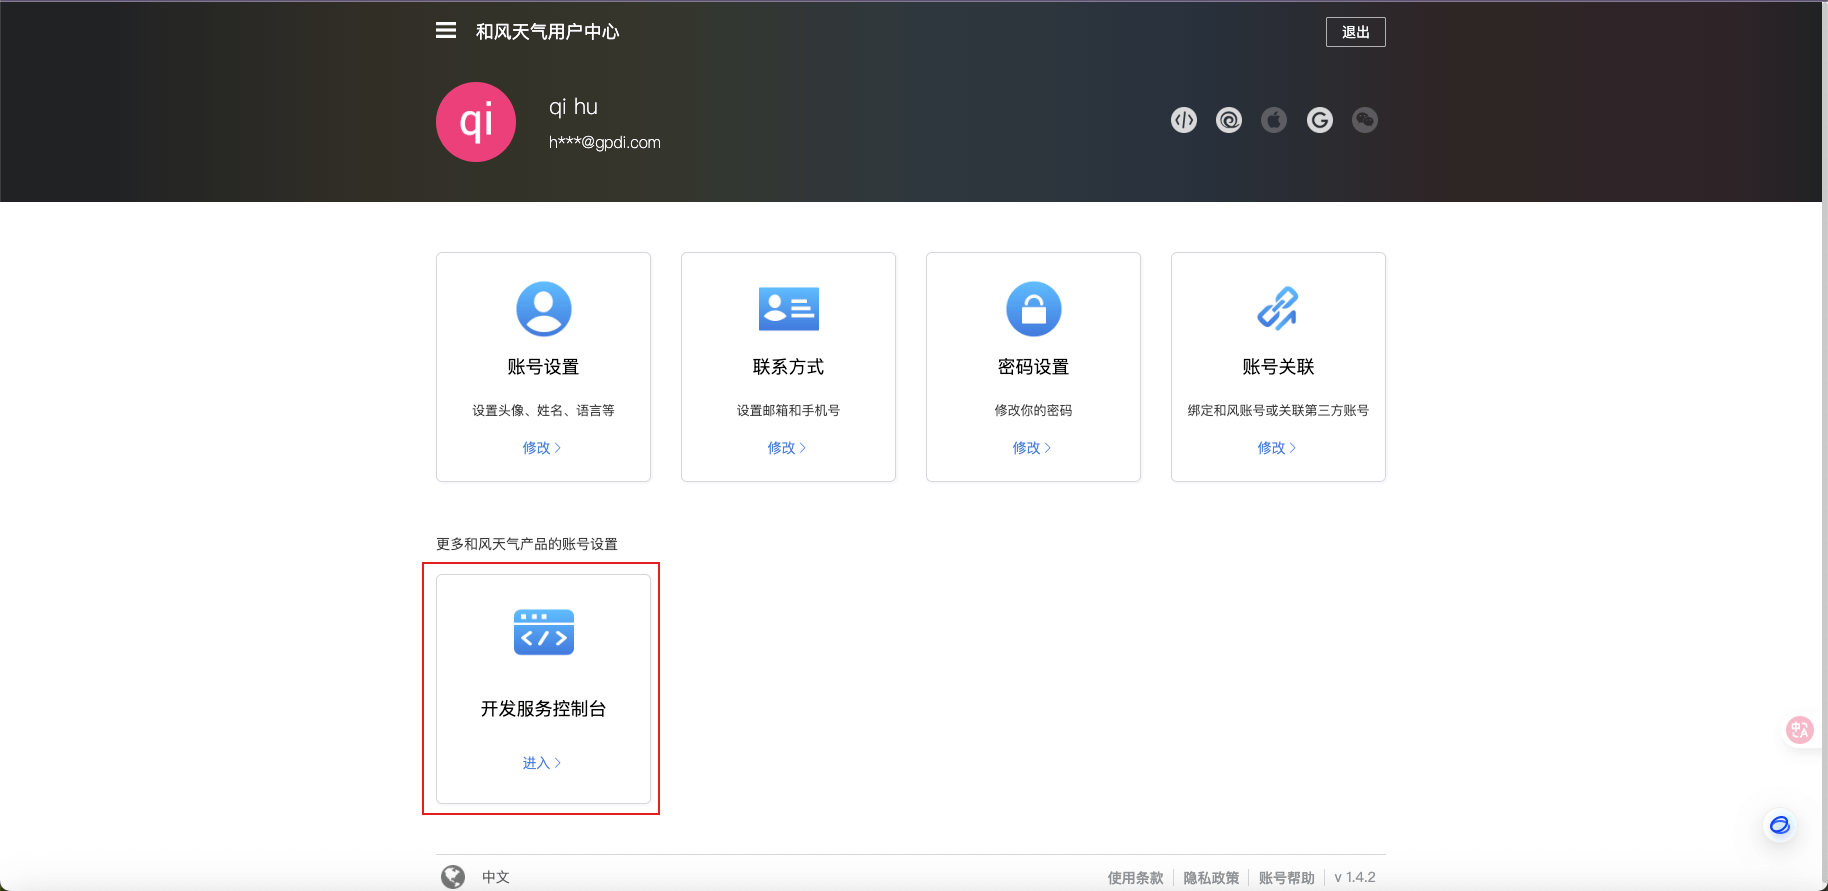 和风天气用户中心
退出
qi
qi hu
h***@gpdi.com
账号设置
设置头像、姓名、语言等
修改
联系方式
设置邮箱和手机号
修改
密码设置
修改你的密码
修改
账号关联
绑定和风账号或关联第三方账号
修改
更多和风天气产品的账号设置
开发服务控制台
进入
中A
中文
使用条款 隐私政策 账号帮助 v 1.4.2